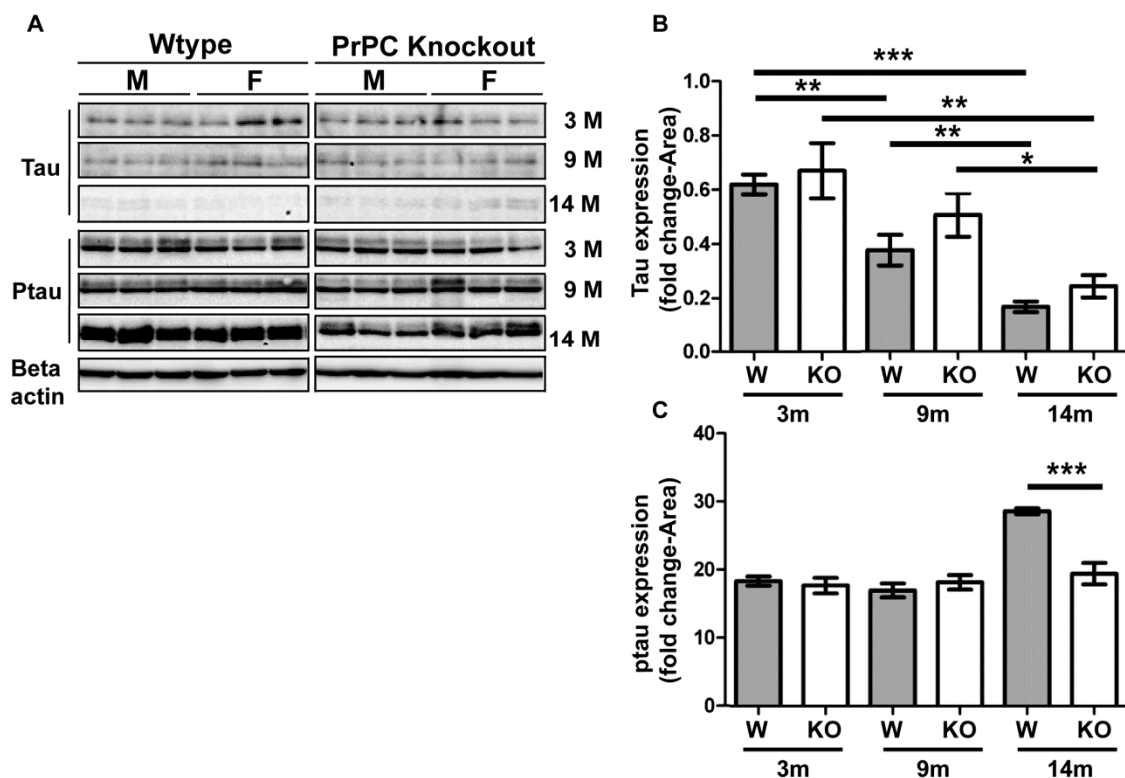 A
Wtype
PrPC Knockout
M
F
M
F
Tau
3 M
9 M
14 M
Ptau
3 M
9 M
14 M
Beta
actin
B
Tau expression
(fold change-Area)
1.0
0.8
0.6
0.4
0.2
0.0
***
**
**
**
*
W
KO
W
KO
W
KO
3m
9m
14m
C
ptau expression
(fold change-Area)
40
30
20
10
0
***
W
KO
W
KO
W
KO
3m
9m
14m